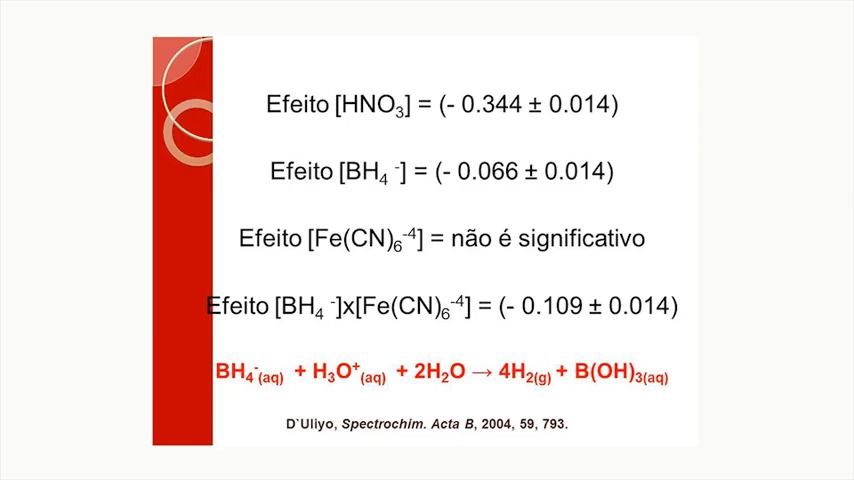 Efeito [HNO₃] = (- 0.344 ± 0.014)
Efeito [BH₄ ⁻] = (- 0.066 ± 0.014)
Efeito [Fe(CN)₆⁻⁴] = não é significativo
Efeito [BH₄ ⁻]x[Fe(CN)₆⁻⁴] = (- 0.109 ± 0.014)
BH₄⁻(aq) + H₃O⁺(aq) + 2H₂O → 4H₂(g) + B(OH)₃(aq)
D`Uliyo, Spectrochim. Acta B, 2004, 59, 793.